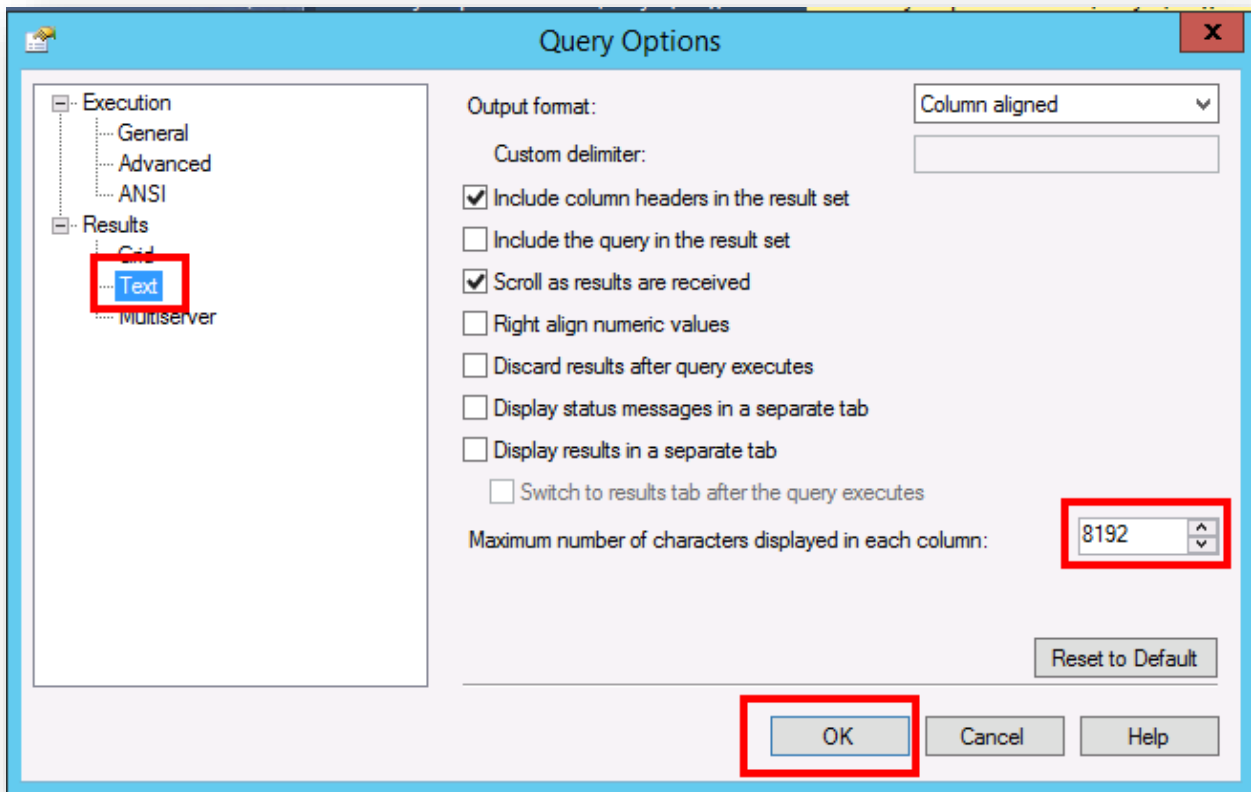 Query Options
x
Execution
General
Advanced
ANSI
Results
Grid
Text
Multiserver
Output format:
Column aligned
Custom delimiter:
Include column headers in the result set
Include the query in the result set
Scroll as results are received
Right align numeric values
Discard results after query executes
Display status messages in a separate tab
Display results in a separate tab
Switch to results tab after the query executes
Maximum number of characters displayed in each column:
8192
Reset to Default
OK
Cancel
Help